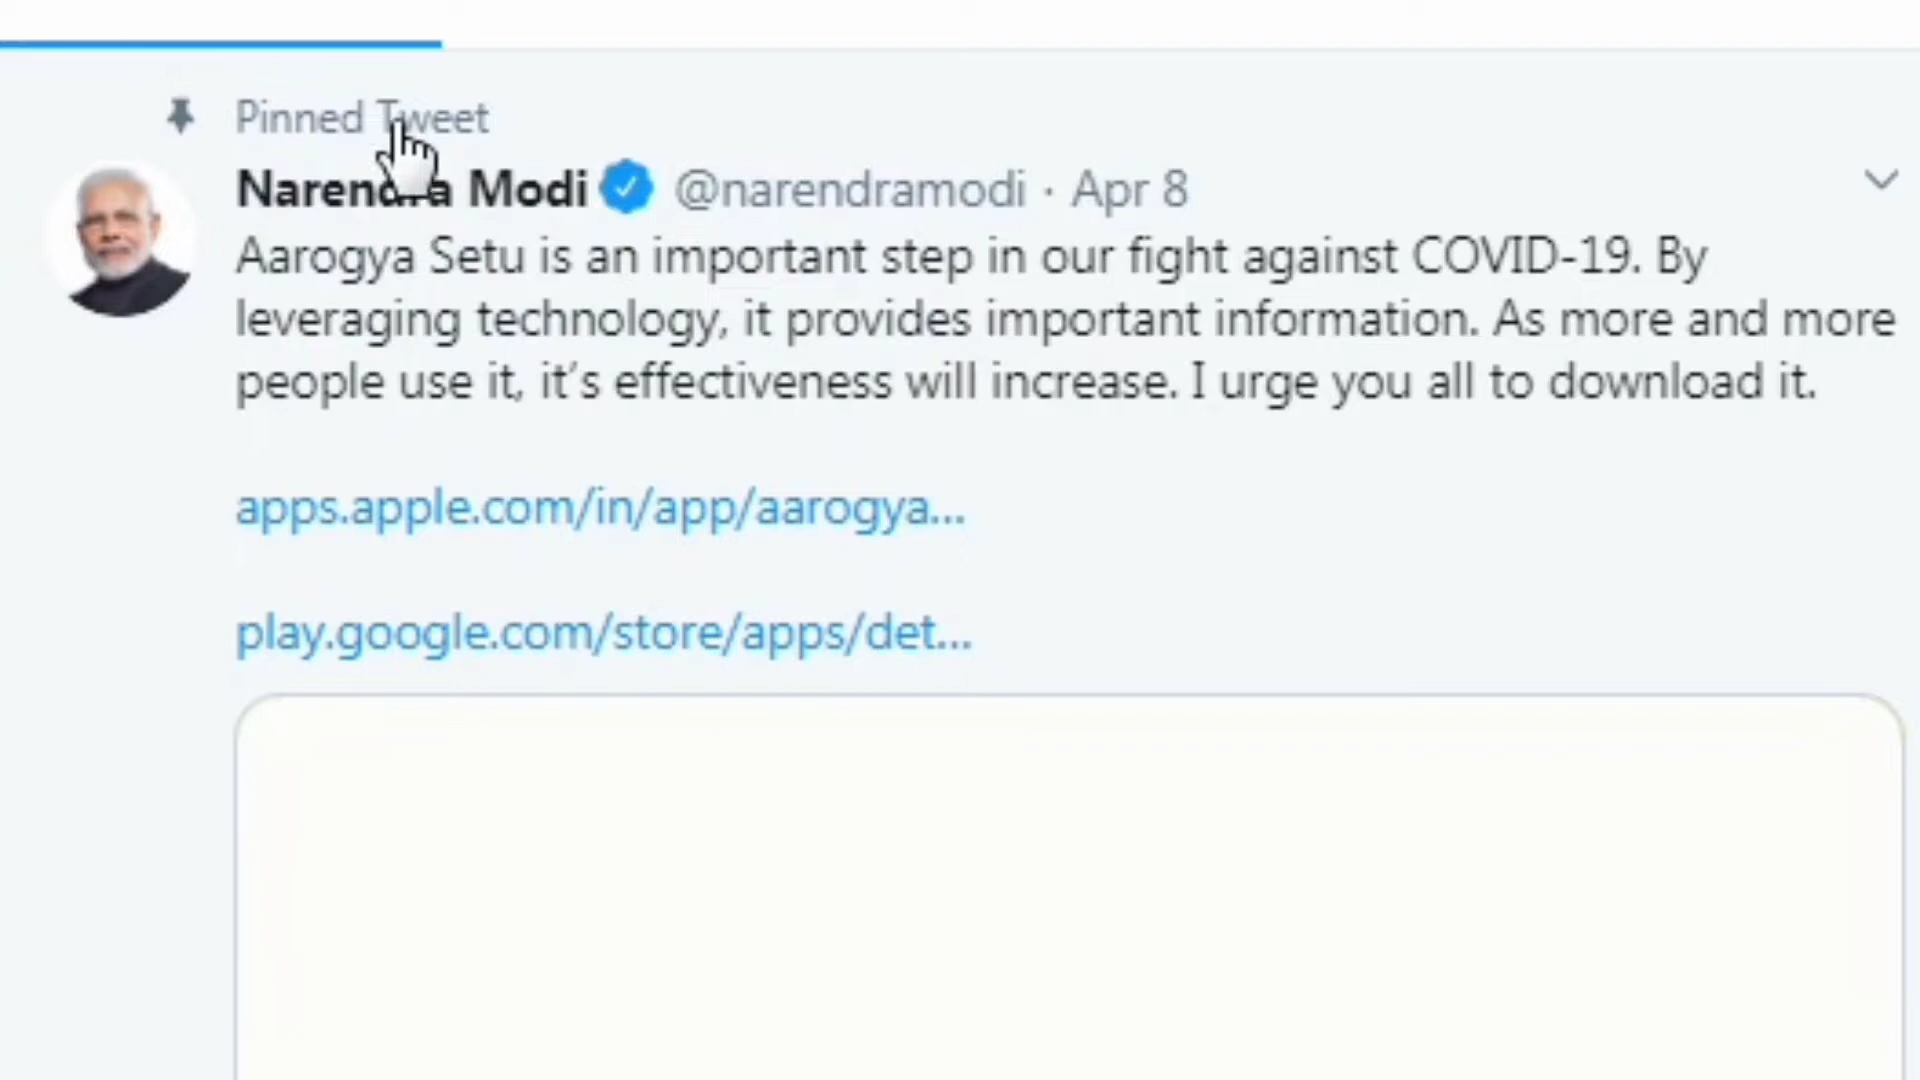 Pinned Tweet
Narendra Modi @narendramodi · Apr 8
Aarogya Setu is an important step in our fight against COVID-19. By
leveraging technology, it provides important information. As more and more
people use it, it's effectiveness will increase. I urge you all to download it.
apps.apple.com/in/app/aarogya...
play.google.com/store/apps/det...